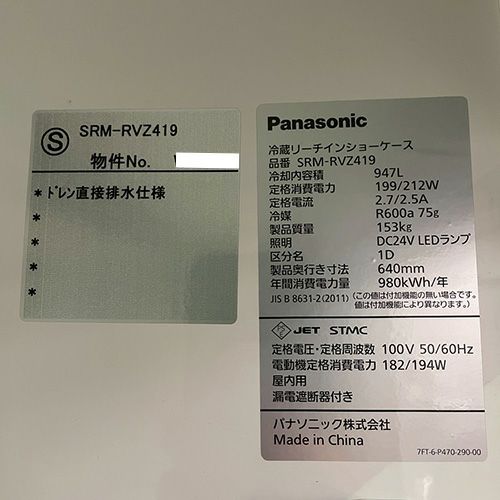 Ⓢ SRM-RVZ419
物件No.
* ﾄﾞﾚﾝ直接排水仕様
*
*
*
*
Panasonic
冷蔵リーチインショーケース
品番 SRM-RVZ419
冷却内容積 947L
定格消費電力 199/212W
定格電流 2.7/2.5A
冷媒 R600a 75g
製品質量 153kg
照明 DC24V LEDランプ
区分名 1D
製品奥行き寸法 640mm
年間消費電力量 980kWh/年
JIS B 8631-2(2011) (この値は付加機能の無い場合です。
値は付加機能により異なります。)
JET STMC
定格電圧・定格周波数 100V 50/60Hz
電動機定格消費電力 182/194W
屋内用
漏電遮断器付き
パナソニック株式会社
Made in China
7FT-6-P470-290-00